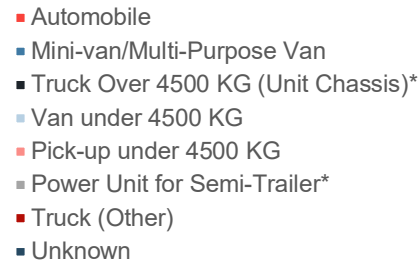 Automobile
Mini-van/Multi-Purpose Van
Truck Over 4500 KG (Unit Chassis)*
Van under 4500 KG
Pick-up under 4500 KG
Power Unit for Semi-Trailer*
Truck (Other)
Unknown